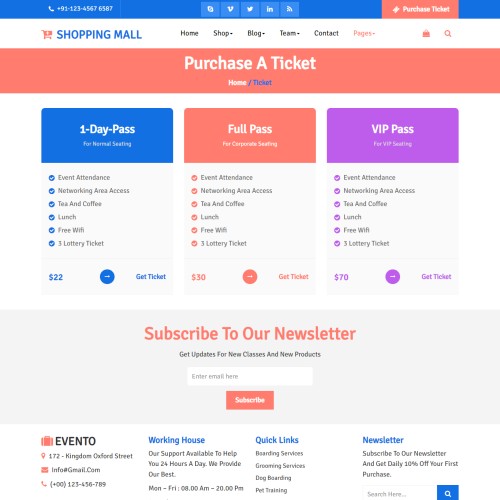 +91-123-4567 6587
Purchase Ticket
SHOPPING MALL
Home Shop Blog Team Contact Pages
Purchase A Ticket
Home / Ticket
1-Day-Pass
For Normal Seating
Event Attendance
Networking Area Access
Tea And Coffee
Lunch
Free Wifi
3 Lottery Ticket
$22
Get Ticket
Full Pass
For Corporate Seating
Event Attendance
Networking Area Access
Tea And Coffee
Lunch
Free Wifi
3 Lottery Ticket
$30
Get Ticket
VIP Pass
For VIP Seating
Event Attendance
Networking Area Access
Tea And Coffee
Lunch
Free Wifi
3 Lottery Ticket
$70
Get Ticket
Subscribe To Our Newsletter
Get Updates For New Classes And New Products
Enter email here
Subscribe
EVENTO
172 - Kingdom Oxford Street
Info#Gmail.Com
(+00) 123-456-789
Working House
Our Support Available To Help
You 24 Hours A Day. We Provide
Our Best.
Mon – Fri : 08.00 Am – 20.00 Pm
Quick Links
Boarding Services
Grooming Services
Dog Boarding
Pet Training
Newsletter
Subscribe To Our Newsletter
And Get Daily 10% Off Your First
Purchase.
Search Here...